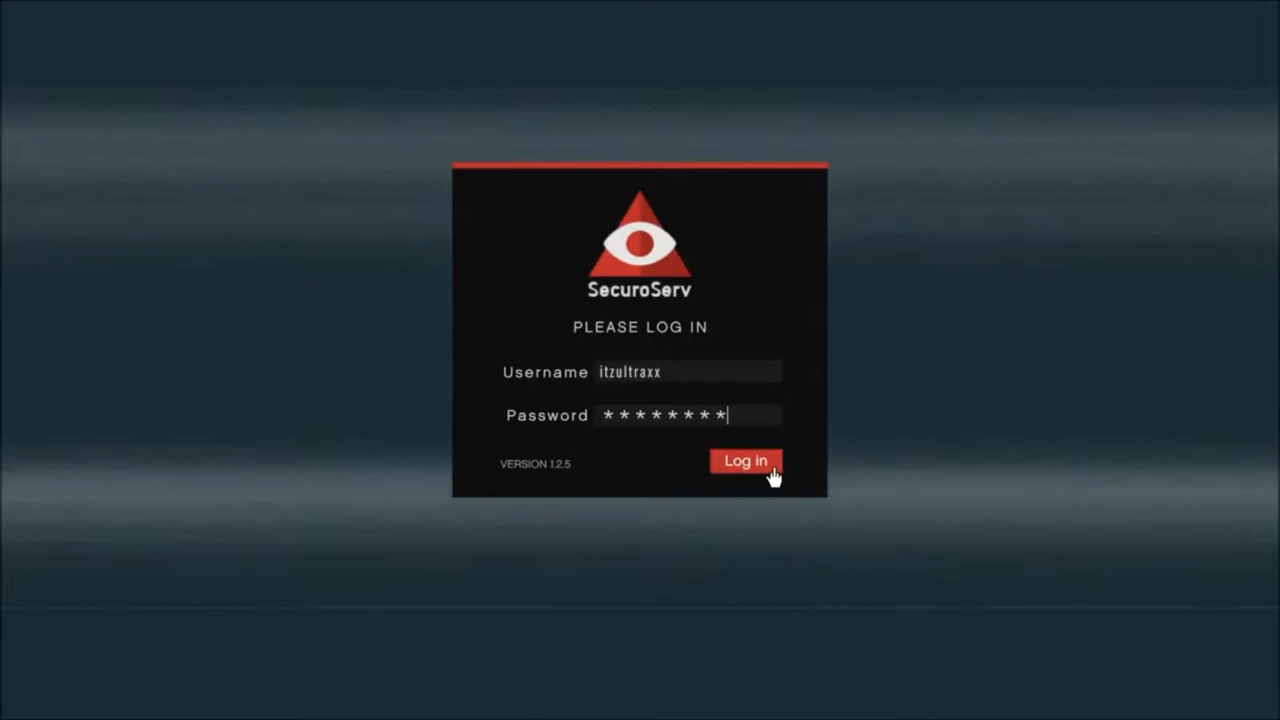 SecuroServ
PLEASE LOG IN
Username itzultraxx
Password ********
VERSION 1.2.5 Log in